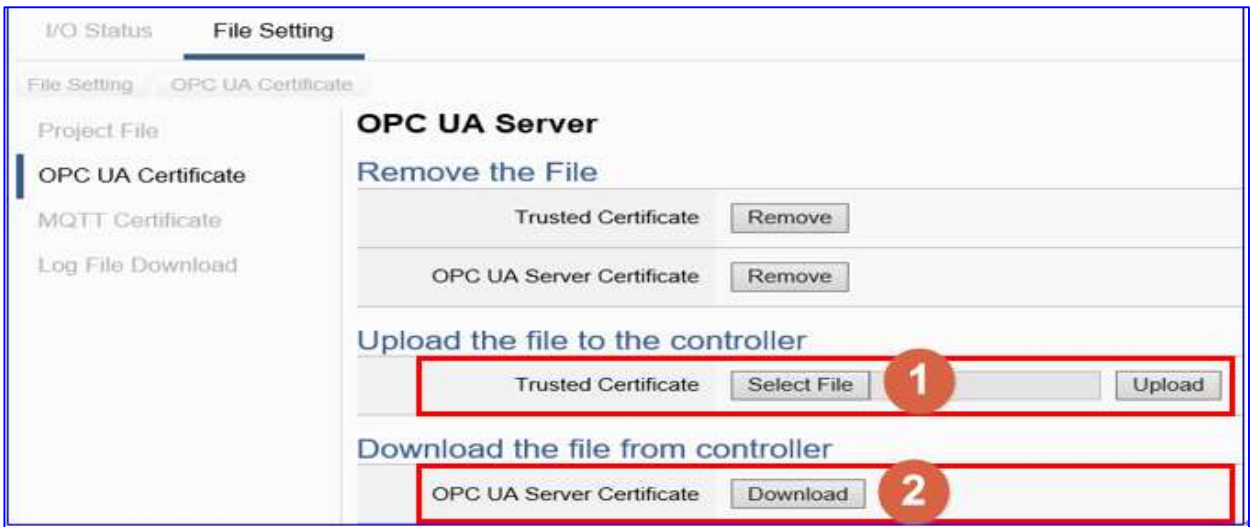 I/O Status File Setting
File Setting OPC UA Certificate
Project File
OPC UA Certificate
MQTT Certificate
Log File Download
OPC UA Server
Remove the File
Trusted Certificate Remove
OPC UA Server Certificate Remove
Upload the file to the controller
Trusted Certificate Select File 1 Upload
Download the file from controller
OPC UA Server Certificate Download 2